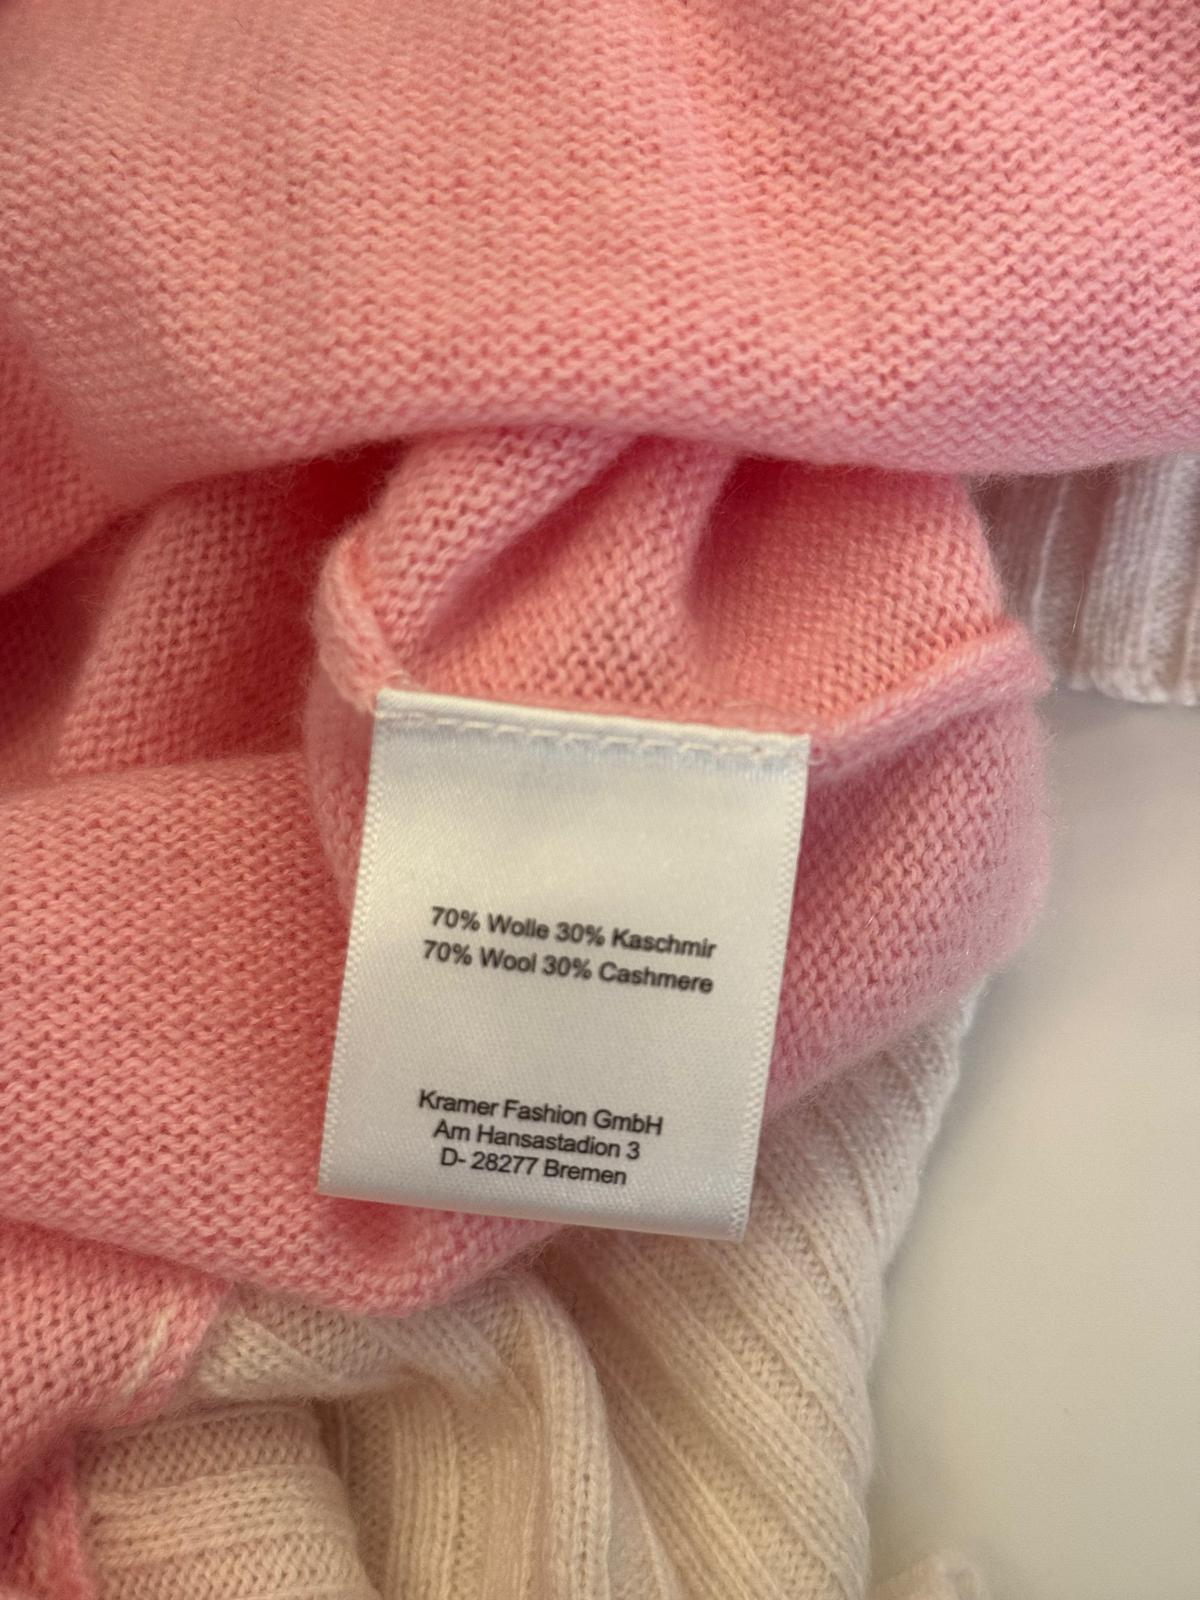 70% Wolle 30% Kaschmir
70% Wool 30% Cashmere
Kramer Fashion GmbH
Am Hansastadion 3
D- 28277 Bremen